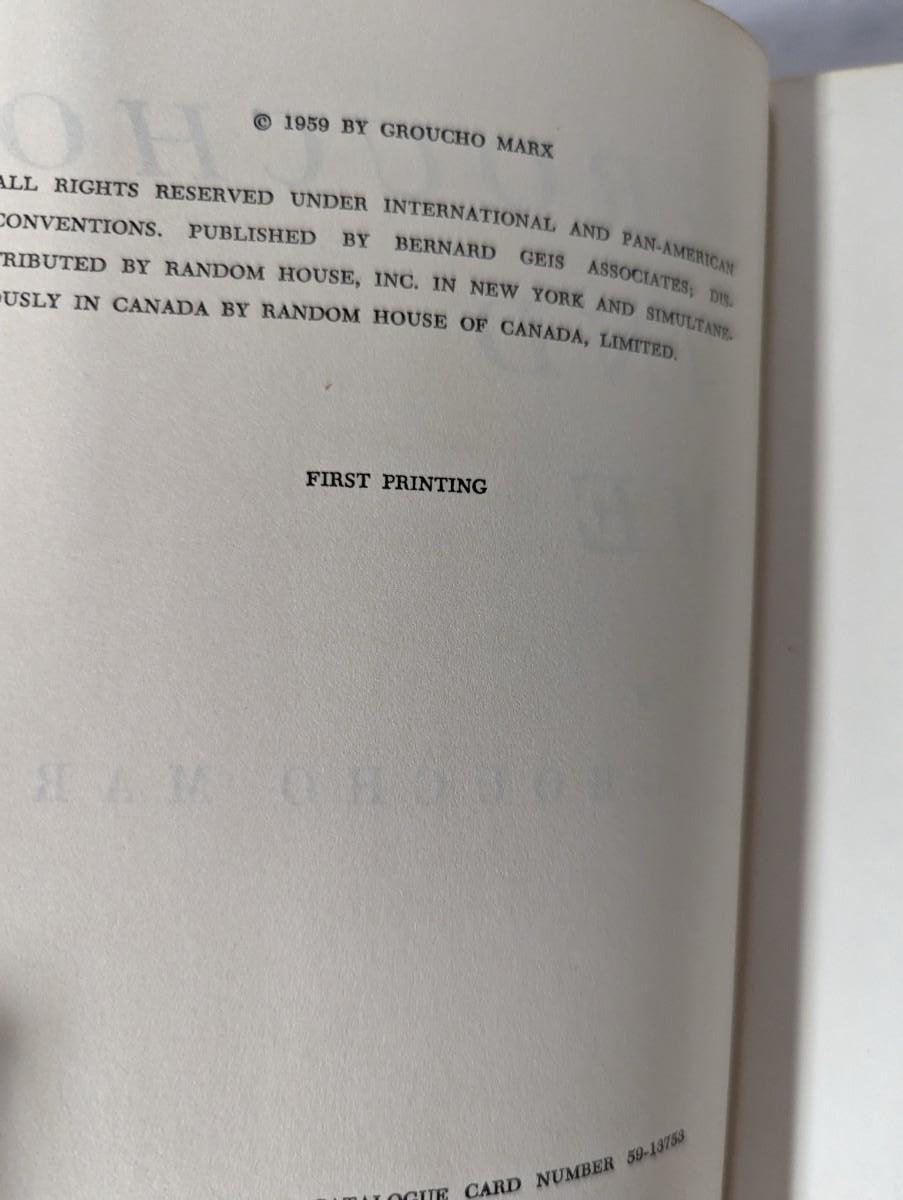 © 1959 BY GROUCHO MARX
ALL RIGHTS RESERVED UNDER INTERNATIONAL AND PAN-AMERICAN
CONVENTIONS. PUBLISHED BY BERNARD GEIS ASSOCIATES; DIS-
TRIBUTED BY RANDOM HOUSE, INC. IN NEW YORK AND SIMULTANE-
OUSLY IN CANADA BY RANDOM HOUSE OF CANADA, LIMITED.
FIRST PRINTING
CATALOGUE CARD NUMBER 59-13753